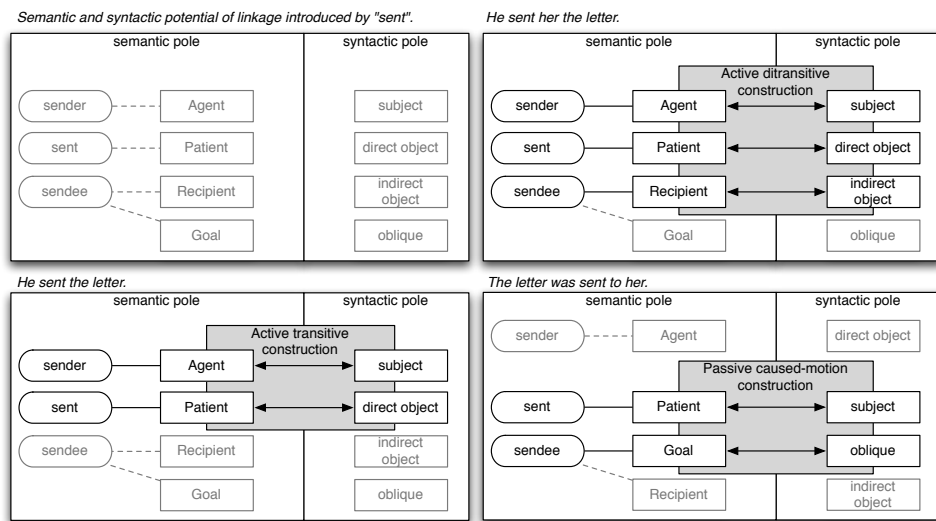 Semantic and syntactic potential of linkage introduced by "sent".
semantic pole
syntactic pole
sender
Agent
subject
sent
Patient
direct object
sendee
Recipient
indirect
object
Goal
oblique
He sent her the letter.
semantic pole
syntactic pole
Active ditransitive
construction
sender
Agent
subject
sent
Patient
direct object
sendee
Recipient
indirect
object
Goal
oblique
He sent the letter.
semantic pole
syntactic pole
Active transitive
construction
sender
Agent
subject
sent
Patient
direct object
sendee
Recipient
indirect
object
Goal
oblique
The letter was sent to her.
semantic pole
syntactic pole
sender
Agent
direct object
Passive caused-motion
construction
sent
Patient
subject
sendee
Goal
oblique
Recipient
indirect
object